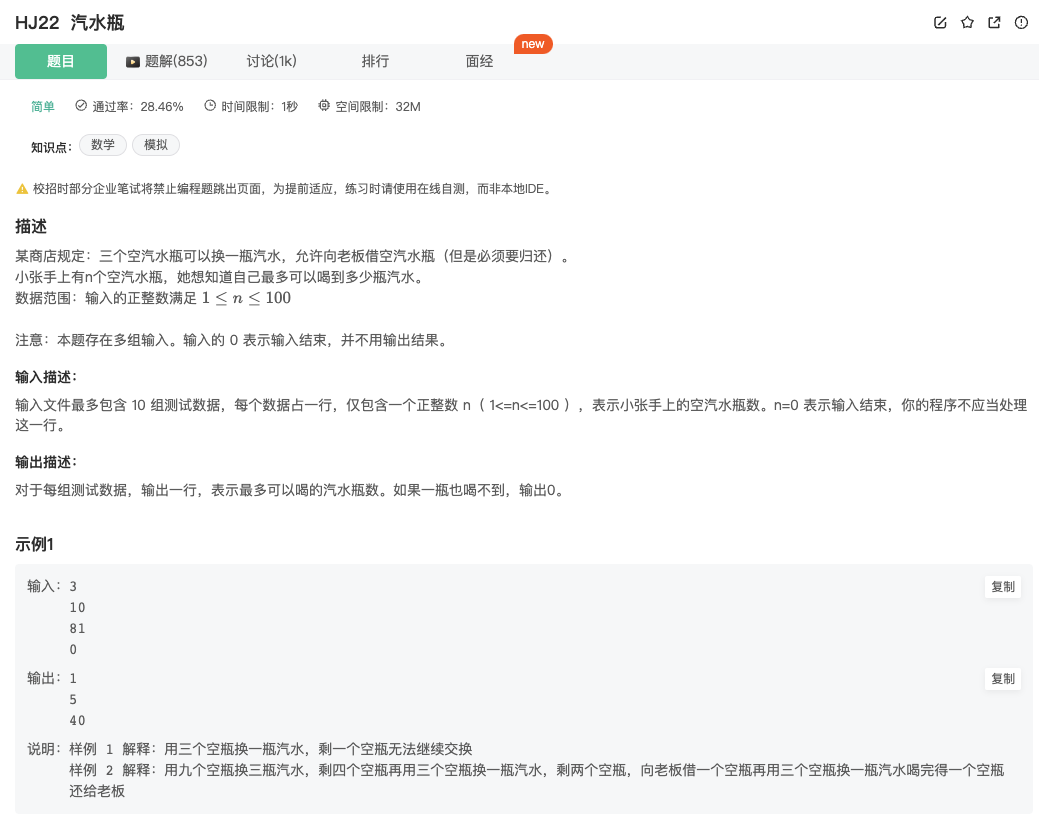 HJ22 汽水瓶
题目
题解(853)
讨论(1k)
排行
面经
new
简单
通过率：28.46%
时间限制：1秒
空间限制：32M
知识点：
数学
模拟
校招时部分企业笔试将禁止编程题跳出页面，为提前适应，练习时请使用在线自测，而非本地IDE。
描述
某商店规定：三个空汽水瓶可以换一瓶汽水，允许向老板借空汽水瓶（但是必须要归还）。
小张手上有n个空汽水瓶，她想知道自己最多可以喝到多少瓶汽水。
数据范围：输入的正整数满足 1 ≤ n ≤ 100
注意：本题存在多组输入。输入的 0 表示输入结束，并不用输出结果。
输入描述：
输入文件最多包含 10 组测试数据，每个数据占一行，仅包含一个正整数 n（ 1<=n<=100 ），表示小张手上的空汽水瓶数。n=0 表示输入结束，你的程序不应当处理
这一行。
输出描述：
对于每组测试数据，输出一行，表示最多可以喝的汽水瓶数。如果一瓶也喝不到，输出0。
示例1
输入：3
10
81
0
复制
输出：1
5
40
复制
说明：样例 1 解释：用三个空瓶换一瓶汽水，剩一个空瓶无法继续交换
样例 2 解释：用九个空瓶换三瓶汽水，剩四个空瓶再用三个空瓶换一瓶汽水，剩两个空瓶，向老板借一个空瓶再用三个空瓶换一瓶汽水喝完得一个空瓶
还给老板